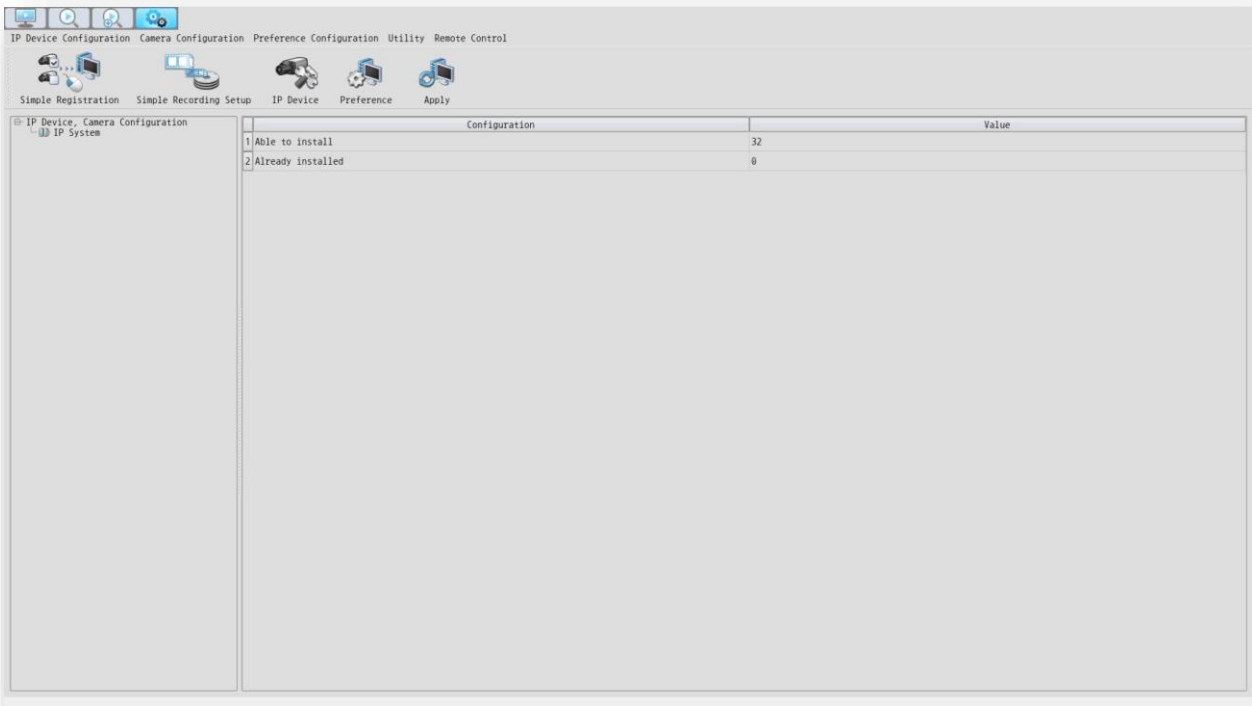 IP Device Configuration Camera Configuration Preference Configuration Utility Remote Control
Simple Registration Simple Recording Setup IP Device Preference Apply
IP Device, Camera Configuration
IP System
Configuration Value
1 Able to install 32
2 Already installed 0